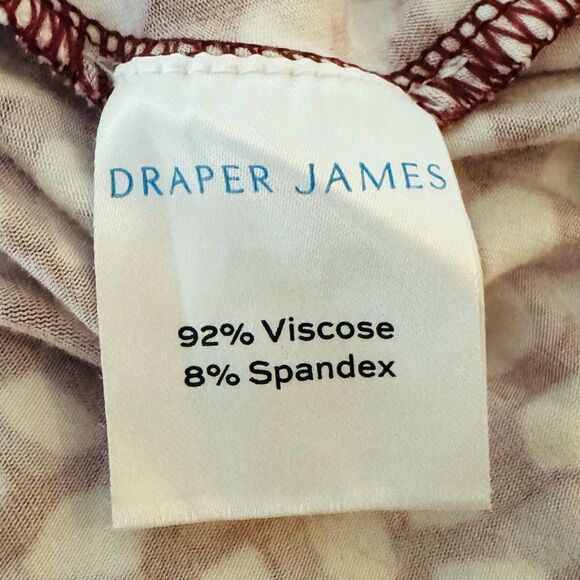 DRAPER JAMES
92% Viscose
8% Spandex